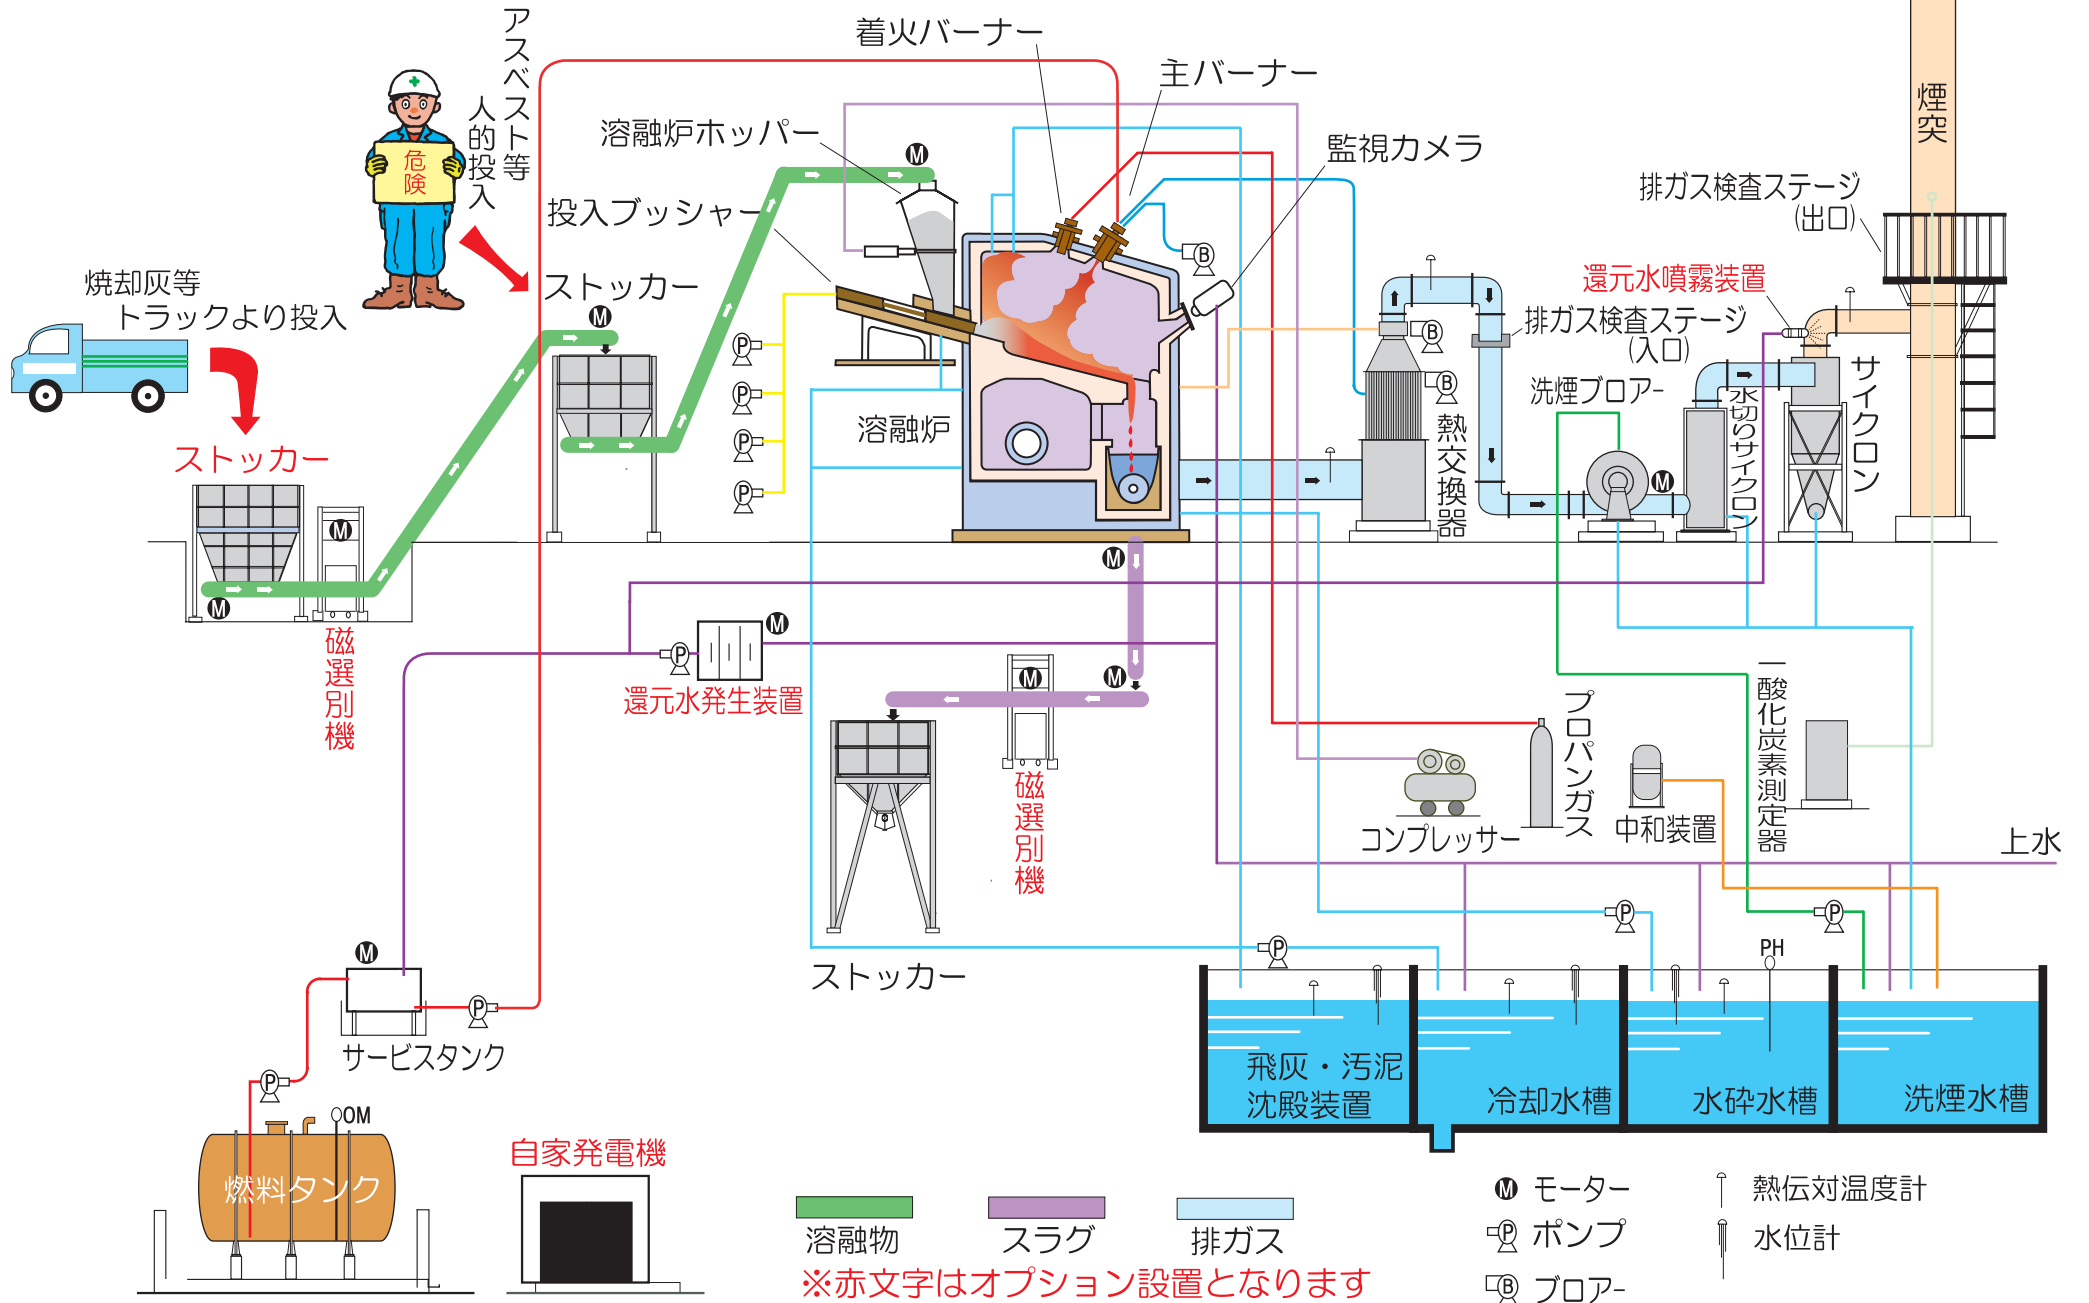 アスベスト等
人的投入
危険
着火バーナー
主バーナー
溶融炉ホッパー
M
監視カメラ
煙突
投入プッシャー
排ガス検査ステージ
(出口)
焼却灰等
トラックより投入
ストッカー
M
B
還元水噴霧装置
排ガス検査ステージ
(入口)
B
B
P
P
P
P
洗煙ブロアー
サイクロン
水切りサイクロン
溶融炉
熱交換器
ストッカー
M
M
M
M
磁選別機
M
P
M
還元水発生装置
M
M
磁選別機
プロパンガス
コンプレッサー
中和装置
一酸化炭素測定器
上水
ストッカー
P
P
P
PH
M
P
サービスタンク
P
OM
燃料タンク
自家発電機
飛灰・汚泥
沈殿装置
冷却水槽
水砕水槽
洗煙水槽
溶融物
スラグ
排ガス
※赤文字はオプション設置となります
M モーター
P ポンプ
B ブロアー
熱伝対温度計
水位計